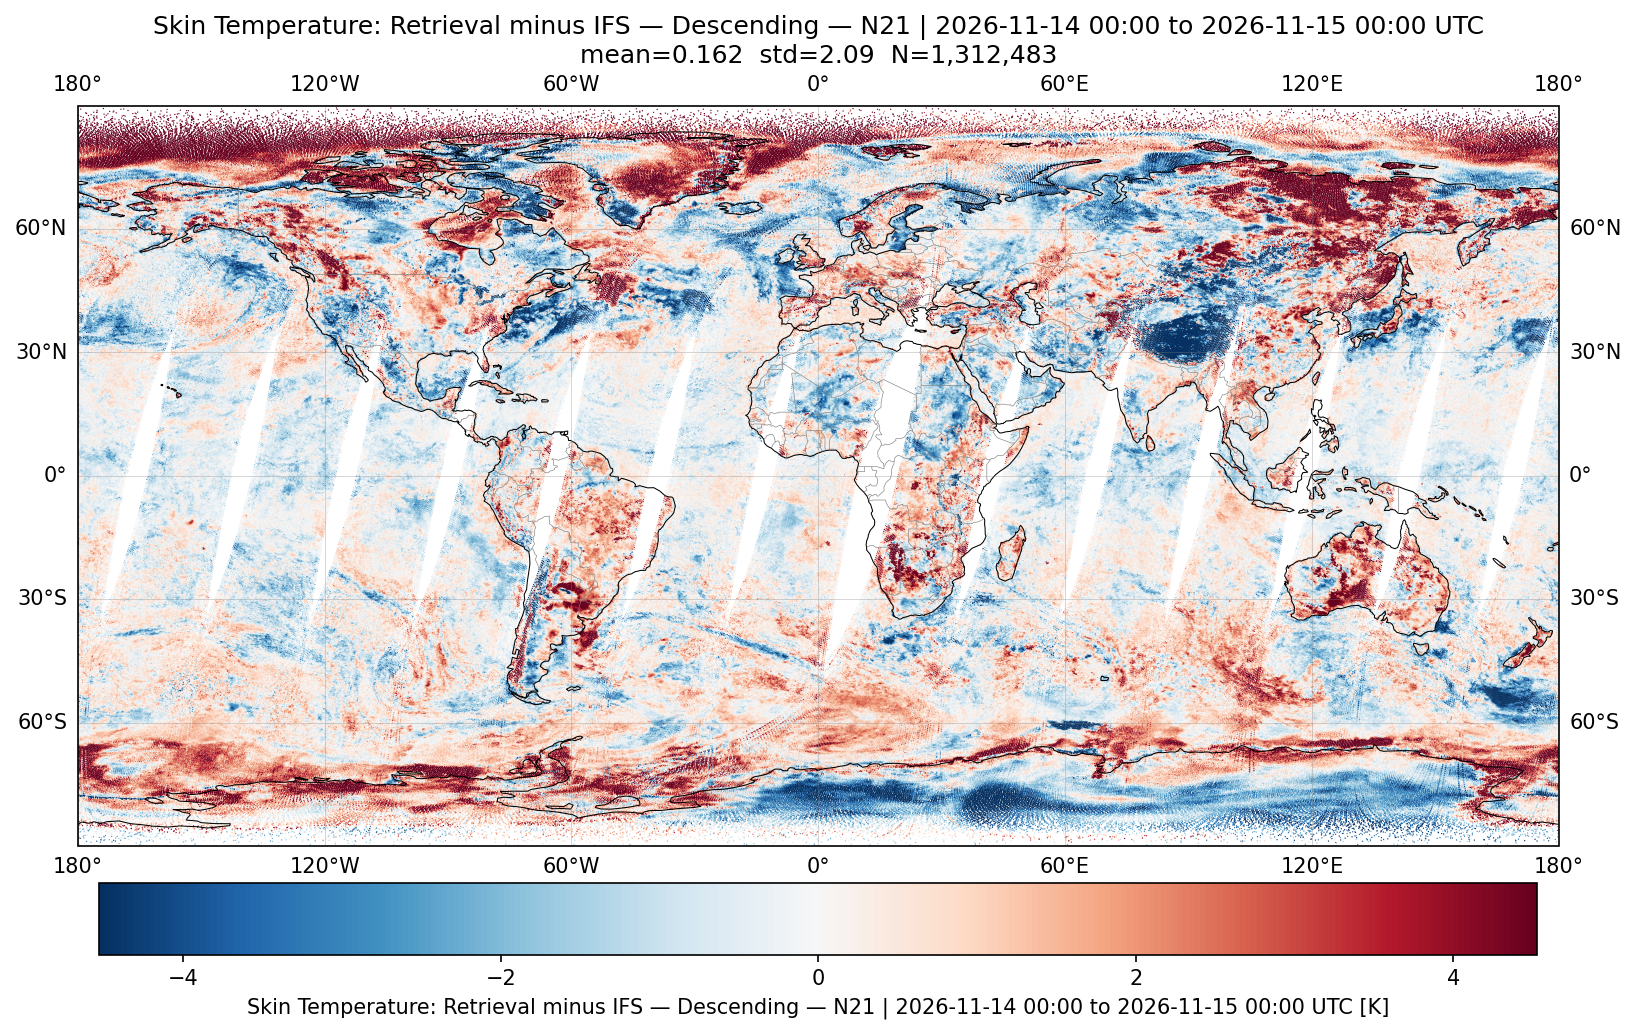 Skin Temperature: Retrieval minus IFS — Descending — N21 | 2026-11-14 00:00 to 2026-11-15 00:00 UTC
mean=0.162  std=2.09  N=1,312,483
180° 120°W 60°W 0° 60°E 120°E 180°
60°N 60°N
30°N 30°N
0° 0°
30°S 30°S
60°S 60°S
180° 120°W 60°W 0° 60°E 120°E 180°
−4 −2 0 2 4
Skin Temperature: Retrieval minus IFS — Descending — N21 | 2026-11-14 00:00 to 2026-11-15 00:00 UTC [K]